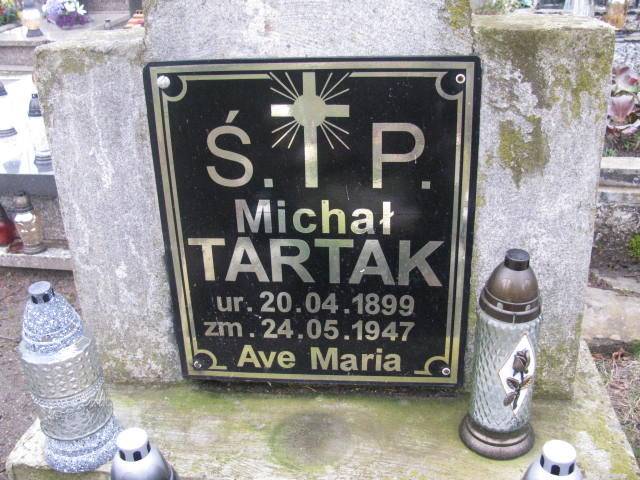 Ś. P.
Michał
TARTAK
ur. 20.04.1899
zm. 24.05.1947
Ave Maria